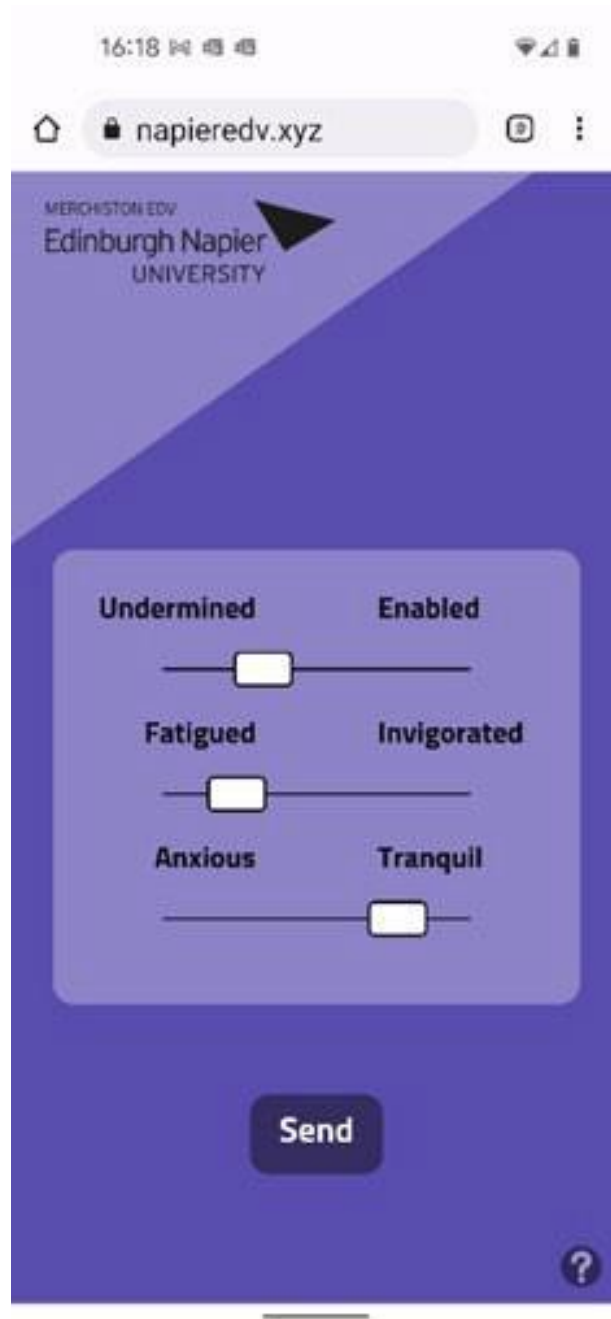 16:18
napieredv.xyz
MERCHISTON EDV
Edinburgh Napier
UNIVERSITY
Undermined Enabled
Fatigued Invigorated
Anxious Tranquil
Send
?